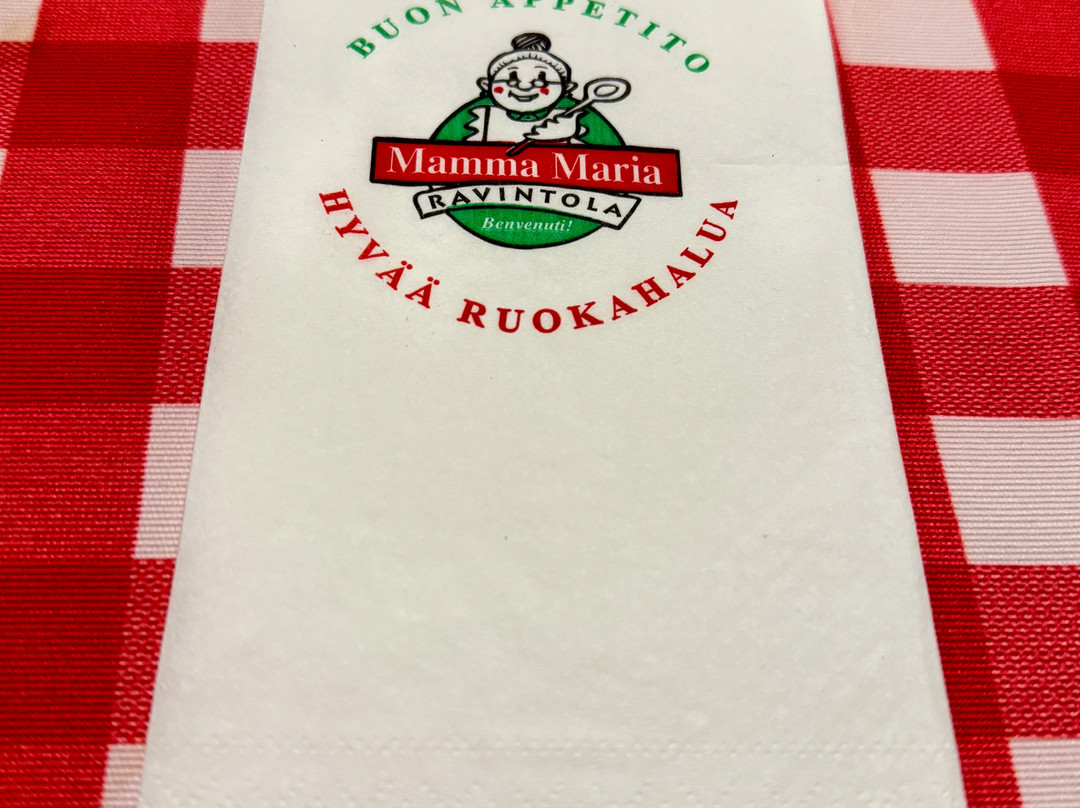 BUON APPETITO
Mamma Maria
RAVINTOLA
Benvenuti!
HYVÄÄ RUOKAHALUA